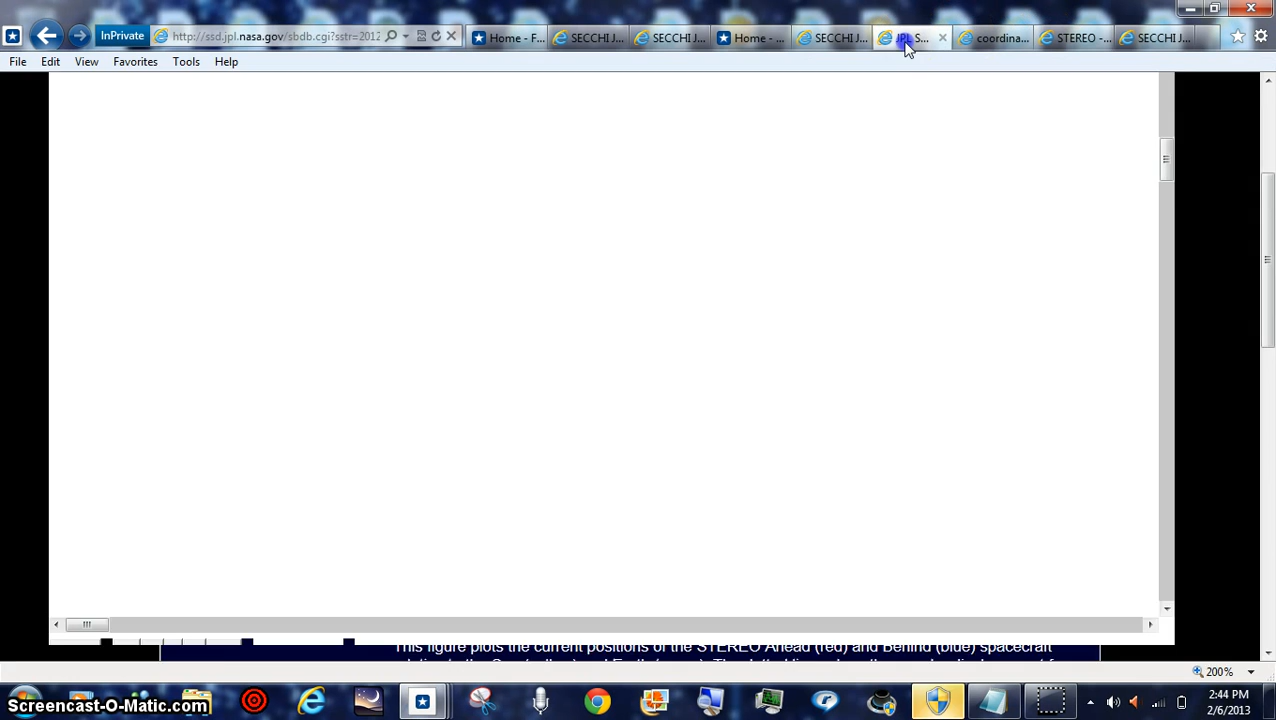 InPrivate http://ssd.jpl.nasa.gov/sbdb.cgi?sstr=2012 Home - F... SECCHI J... SECCHI J... Home - ... SECCHI J... JPL S... coordina... STEREO -... SECCHI J...
File Edit View Favorites Tools Help
This figure plots the current positions of the STEREO Ahead (red) and Behind (blue) spacecraft
200%
Screencast-O-Matic.com
2:44 PM
2/6/2013